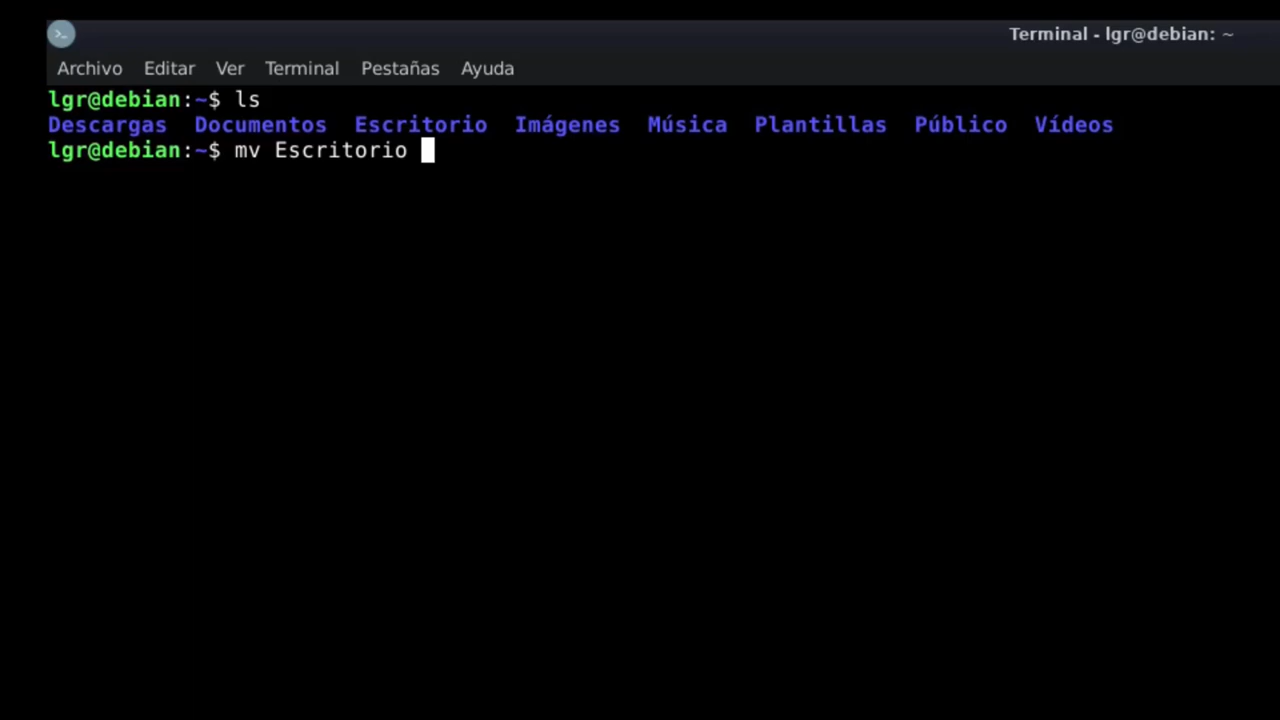 Terminal - lgr@debian: ~
Archivo Editar Ver Terminal Pestañas Ayuda
lgr@debian:~$ ls
Descargas Documentos Escritorio Imágenes Música Plantillas Público Vídeos
lgr@debian:~$ mv Escritorio